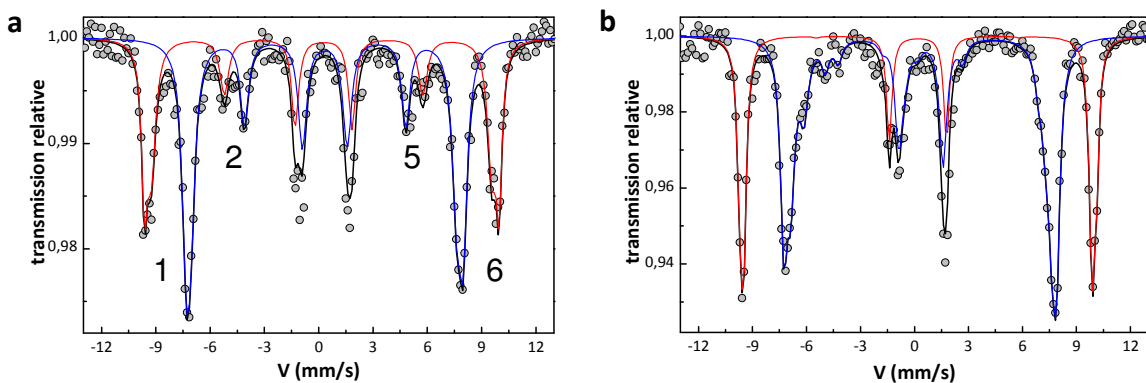 a
1,00
0,99
0,98
transmission relative
1
2
5
6
-12 -9 -6 -3 0 3 6 9 12
V (mm/s)
b
1,00
0,98
0,96
0,94
transmission relative
-12 -9 -6 -3 0 3 6 9 12
V (mm/s)